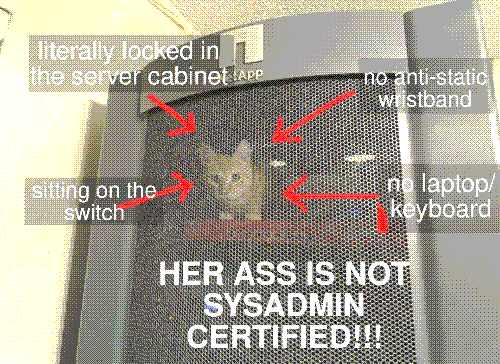 literally locked in
the server cabinet
no anti-static
wristband
sitting on the
switch
no laptop/
keyboard
HER ASS IS NOT
SYSADMIN
CERTIFIED!!!